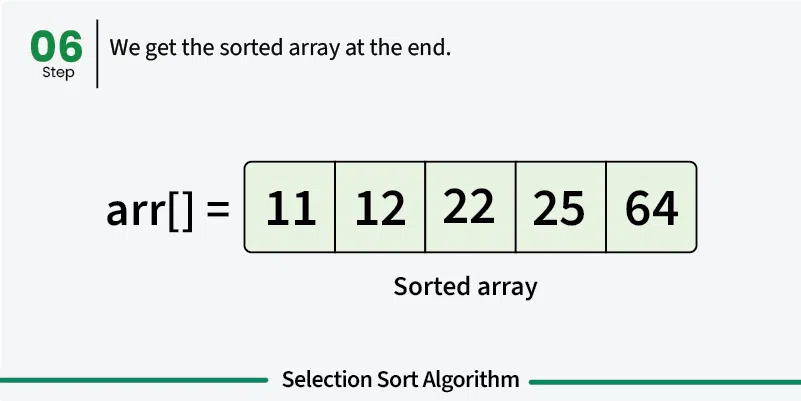 06
Step
We get the sorted array at the end.
arr[] = 11 12 22 25 64
Sorted array
Selection Sort Algorithm